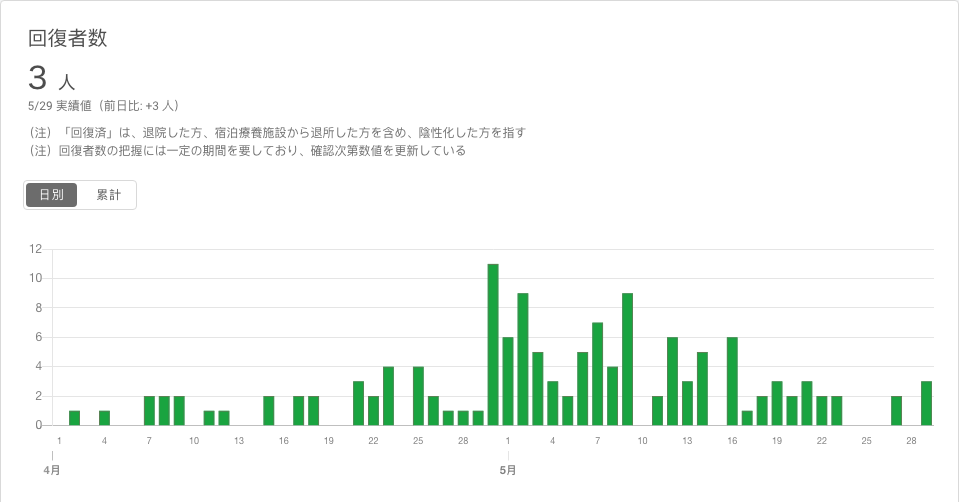 回復者数
3 人
5/29 実績値（前日比: +3 人）
（注）「回復済」は、退院した方、宿泊療養施設から退所した方を含め、陰性化した方を指す
（注）回復者数の把握には一定の期間を要しており、確認次第数値を更新している
日別 累計
12
10
8
6
4
2
0
1 4 7 10 13 16 19 22 25 28 1 4 7 10 13 16 19 22 25 28
4月 5月